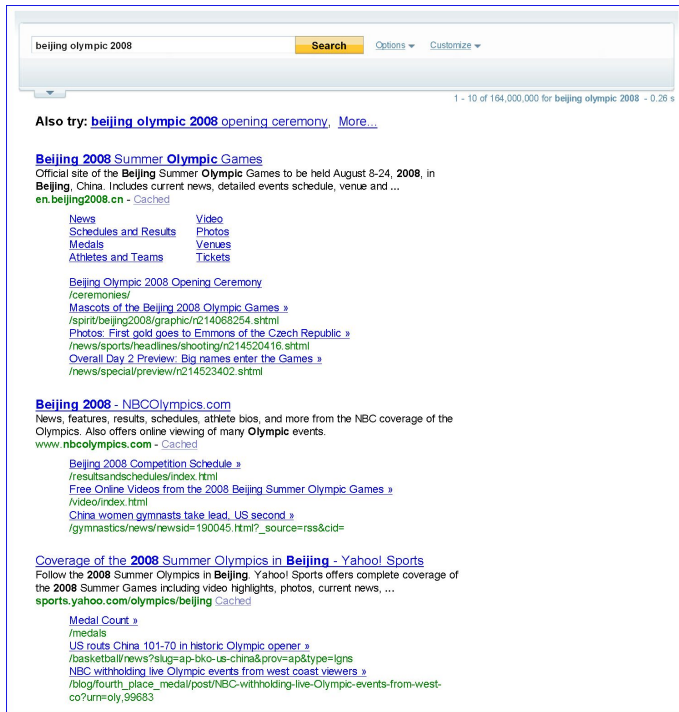 beijing olympic 2008 Search Options Customize
1 - 10 of 164,000,000 for beijing olympic 2008 - 0.26 s
Also try: beijing olympic 2008 opening ceremony, More...
Beijing 2008 Summer Olympic Games
Official site of the Beijing Summer Olympic Games to be held August 8-24, 2008, in
Beijing, China. Includes current news, detailed events schedule, venue and ...
en.beijing2008.cn - Cached
News Video
Schedules and Results Photos
Medals Venues
Athletes and Teams Tickets
Beijing Olympic 2008 Opening Ceremony
/ceremonies/
Mascots of the Beijing 2008 Olympic Games »
/spirit/beijing2008/graphic/n214068254.shtml
Photos: First gold goes to Emmons of the Czech Republic »
/news/sports/headlines/shooting/n214520416.shtml
Overall Day 2 Preview: Big names enter the Games »
/news/special/preview/n214523402.shtml
Beijing 2008 - NBCOlympics.com
News, features, results, schedules, athlete bios, and more from the NBC coverage of the
Olympics. Also offers online viewing of many Olympic events.
www.nbcolympics.com - Cached
Beijing 2008 Competition Schedule »
/resultsandschedules/index.html
Free Online Videos from the 2008 Beijing Summer Olympic Games »
/video/index.html
China women gymnasts take lead, US second »
/gymnastics/news/newsid=190045.html?_source=rss&cid=
Coverage of the 2008 Summer Olympics in Beijing - Yahoo! Sports
Follow the 2008 Summer Olympics in Beijing. Yahoo! Sports offers complete coverage of
the 2008 Summer Games including video highlights, photos, current news, ...
sports.yahoo.com/olympics/beijing Cached
Medal Count »
/medals
US routs China 101-70 in historic Olympic opener »
/basketball/news?slug=ap-bko-us-china&prov=ap&type=lgns
NBC withholding live Olympic events from west coast viewers »
/blog/fourth_place_medal/post/NBC-withholding-live-Olympic-events-from-west-
co?urn=oly,99683